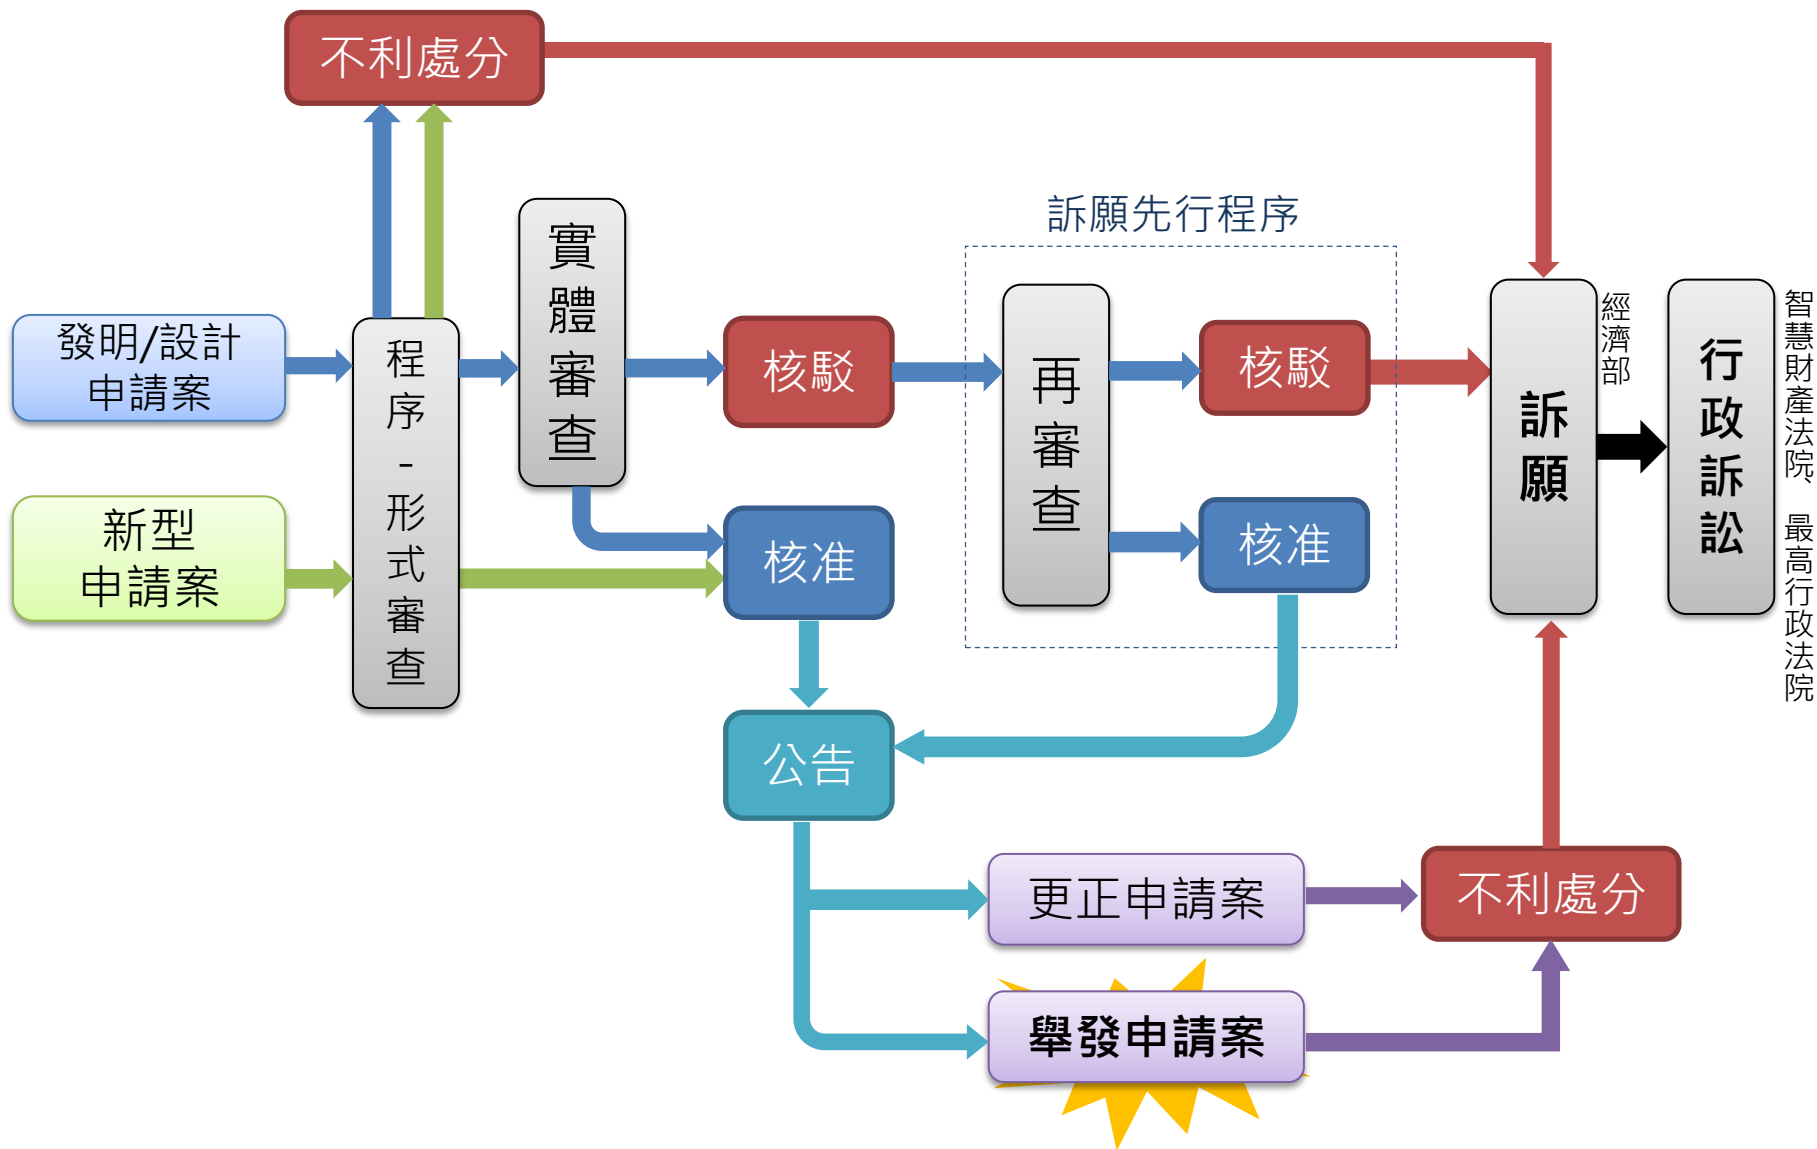 不利處分
訴願先行程序
發明/設計
申請案
新型
申請案
程序-形式審查
實體審查
核駁
核准
再審查
核駁
核准
訴願
經濟部
行政訴訟
智慧財產法院、最高行政法院
公告
更正申請案
不利處分
舉發申請案